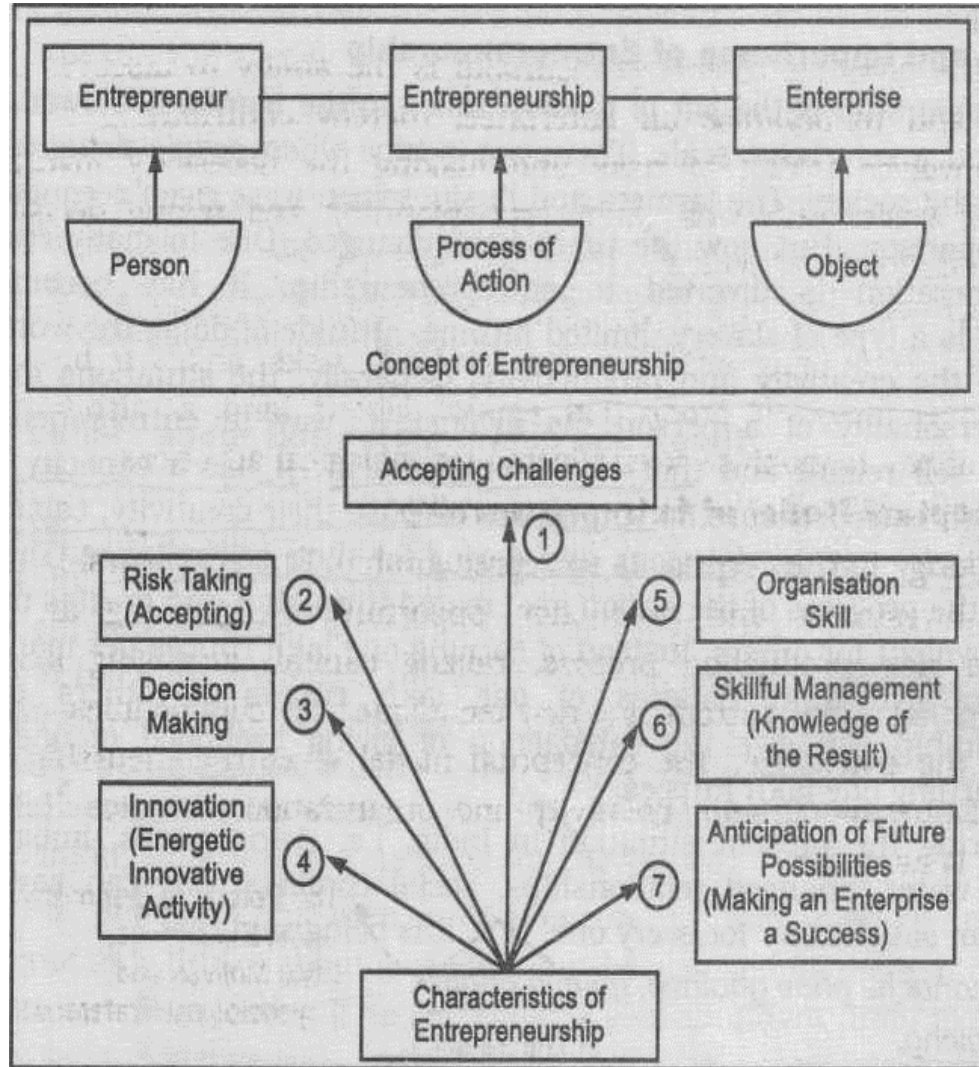 Entrepreneur
Entrepreneurship
Enterprise
Person
Process of
Action
Object
Concept of Entrepreneurship
Accepting Challenges
1
Risk Taking
(Accepting)
2
Decision
Making
3
Innovation
(Energetic
Innovative
Activity)
4
5
Organisation
Skill
6
Skillful Management
(Knowledge of
the Result)
7
Anticipation of Future
Possibilities
(Making an Enterprise
a Success)
Characteristics of
Entrepreneurship